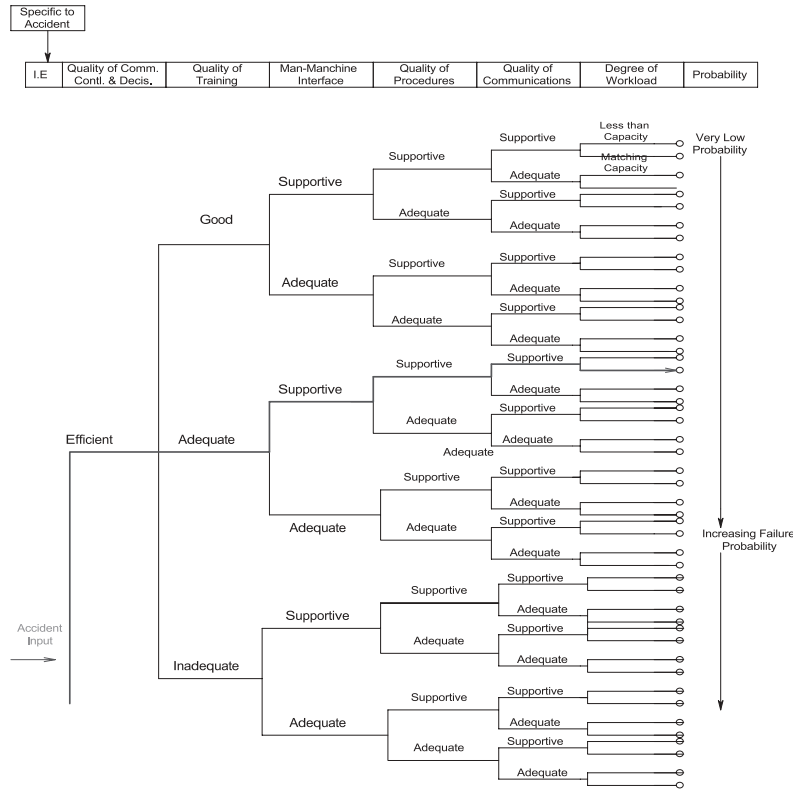 Specific to
Accident
I.E
Quality of Comm.
Contl. & Decis.
Quality of
Training
Man-Manchine
Interface
Quality of
Procedures
Quality of
Communications
Degree of
Workload
Probability
Less than
Capacity
Very Low
Probability
Supportive
Matching
Capacity
Supportive
Adequate
Supportive
Supportive
Adequate
Adequate
Good
Supportive
Supportive
Adequate
Adequate
Supportive
Adequate
Adequate
Supportive
Supportive
Supportive
Adequate
Adequate
Supportive
Efficient
Adequate
Adequate
Adequate
Supportive
Supportive
Adequate
Adequate
Adequate
Supportive
Increasing Failure
Probability
Adequate
Supportive
Supportive
Supportive
Adequate
Accident
Input
Adequate
Supportive
Inadequate
Adequate
Supportive
Supportive
Adequate
Adequate
Adequate
Supportive
Adequate